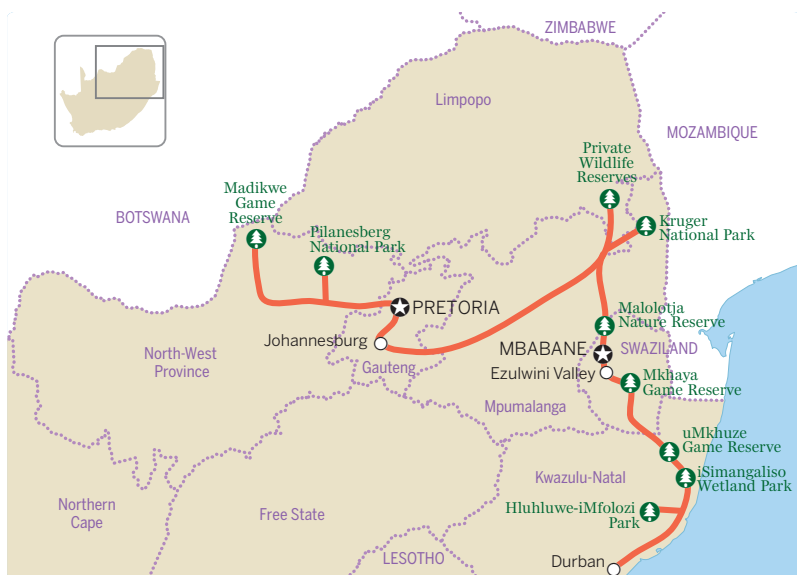 ZIMBABWE
Limpopo
MOZAMBIQUE
Private
Wildlife
Reserves
Madikwe
Game
Reserve
BOTSWANA
Pilanesberg
National Park
Kruger
National Park
PRETORIA
Malolotja
Nature Reserve
Johannesburg
MBABANE
SWAZILAND
North-West
Province
Gauteng
Ezulwini Valley
Mkhaya
Game Reserve
Mpumalanga
uMkhuze
Game Reserve
iSimangaliso
Wetland Park
Kwazulu-Natal
Northern
Cape
Free State
Hluhluwe-iMfolozi
Park
LESOTHO
Durban